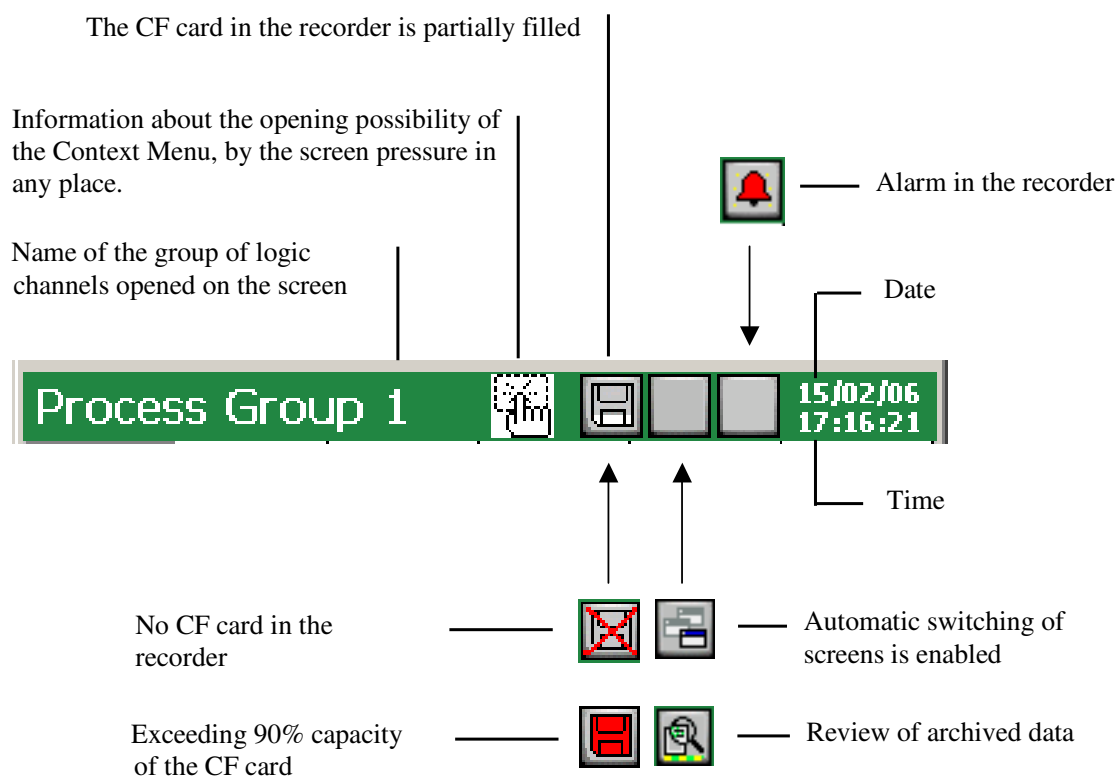 The CF card in the recorder is partially filled
Information about the opening possibility of
the Context Menu, by the screen pressure in
any place.
Alarm in the recorder
Name of the group of logic
channels opened on the screen
Date
Process Group 1
15/02/06
17:16:21
Time
No CF card in the
recorder
Automatic switching of
screens is enabled
Exceeding 90% capacity
of the CF card
Review of archived data